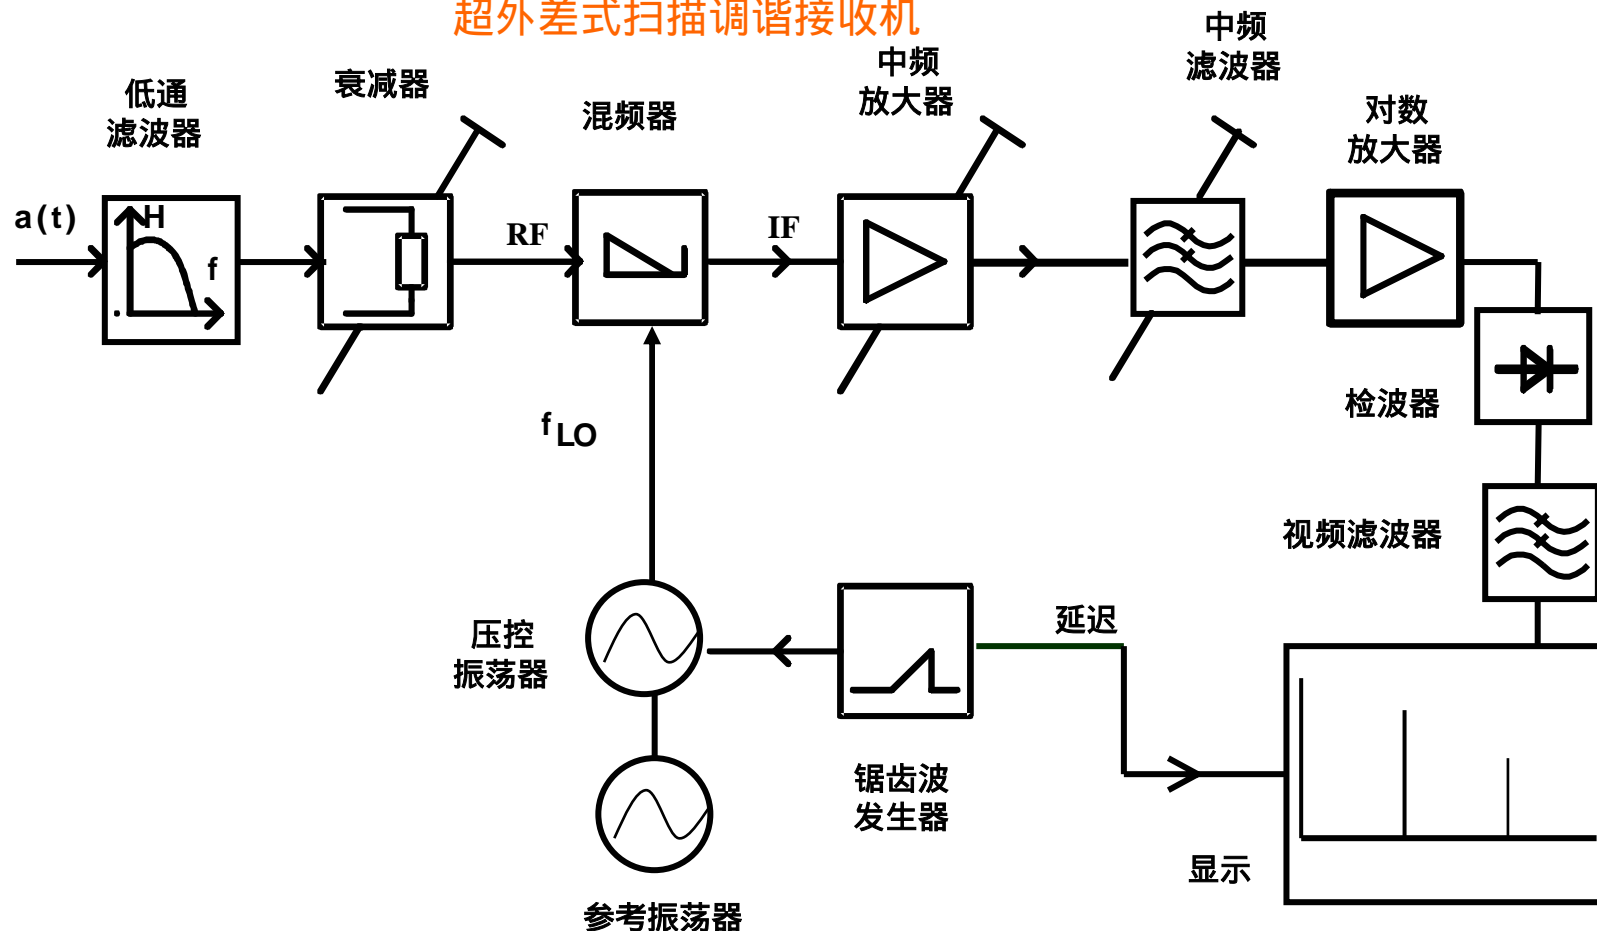 超外差式扫描调谐接收机
低通
滤波器
衰减器
混频器
中频
放大器
中频
滤波器
对数
放大器
a(t)
H
f
RF
IF
f LO
检波器
视频滤波器
压控
振荡器
延迟
锯齿波
发生器
显示
参考振荡器